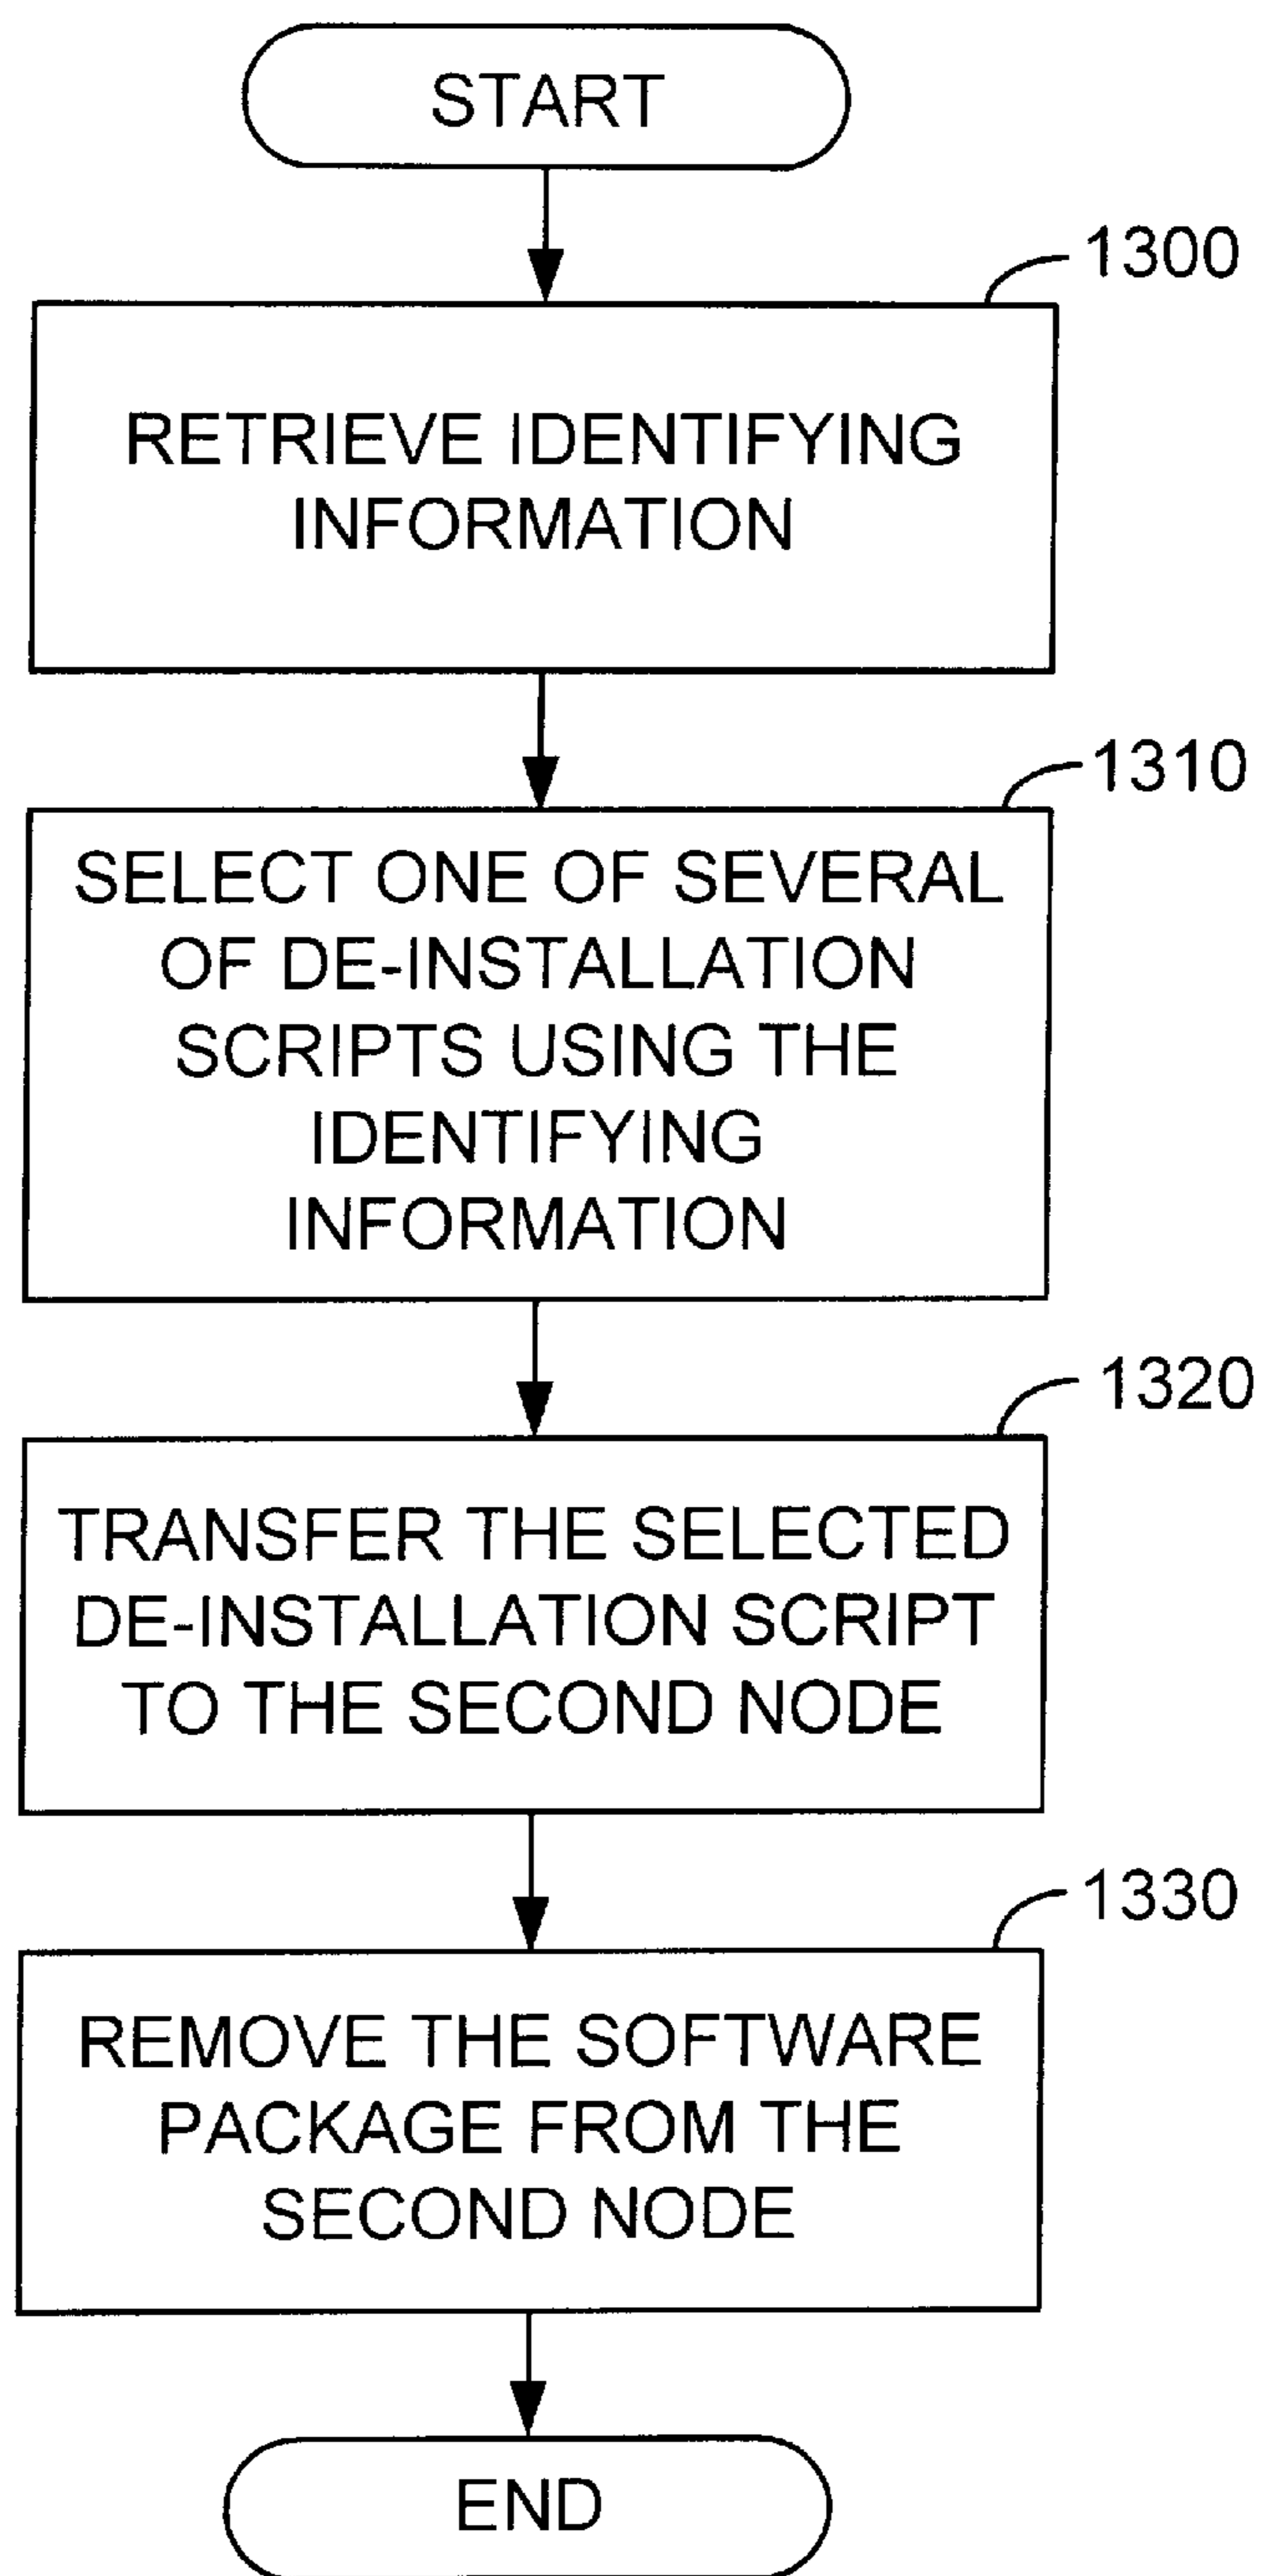 START
1300
RETRIEVE IDENTIFYING
INFORMATION
1310
SELECT ONE OF SEVERAL
OF DE-INSTALLATION
SCRIPTS USING THE
IDENTIFYING
INFORMATION
1320
TRANSFER THE SELECTED
DE-INSTALLATION SCRIPT
TO THE SECOND NODE
1330
REMOVE THE SOFTWARE
PACKAGE FROM THE
SECOND NODE
END